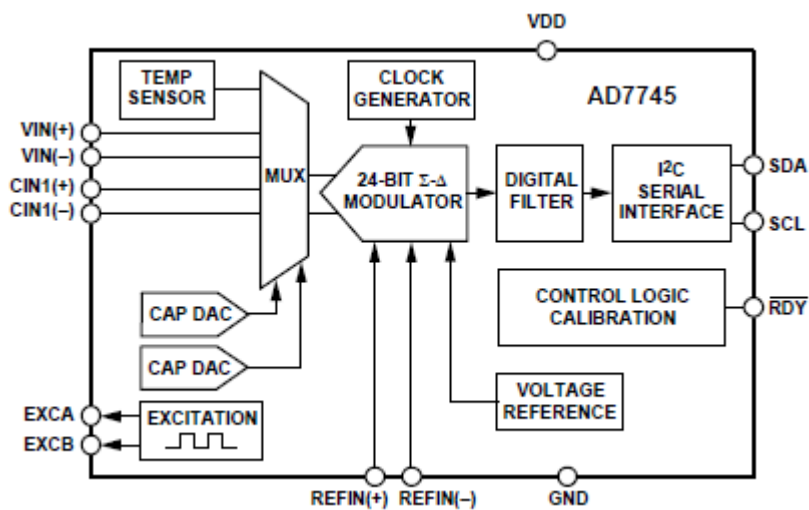 VDD
TEMP
SENSOR
CLOCK
GENERATOR
AD7745
VIN(+)
VIN(–)
CIN1(+)
CIN1(–)
MUX
24-BIT Σ-Δ
MODULATOR
DIGITAL
FILTER
I²C
SERIAL
INTERFACE
SDA
SCL
CAP DAC
CAP DAC
CONTROL LOGIC
CALIBRATION
RDY
EXCA
EXCB
EXCITATION
VOLTAGE
REFERENCE
REFIN(+)
REFIN(–)
GND